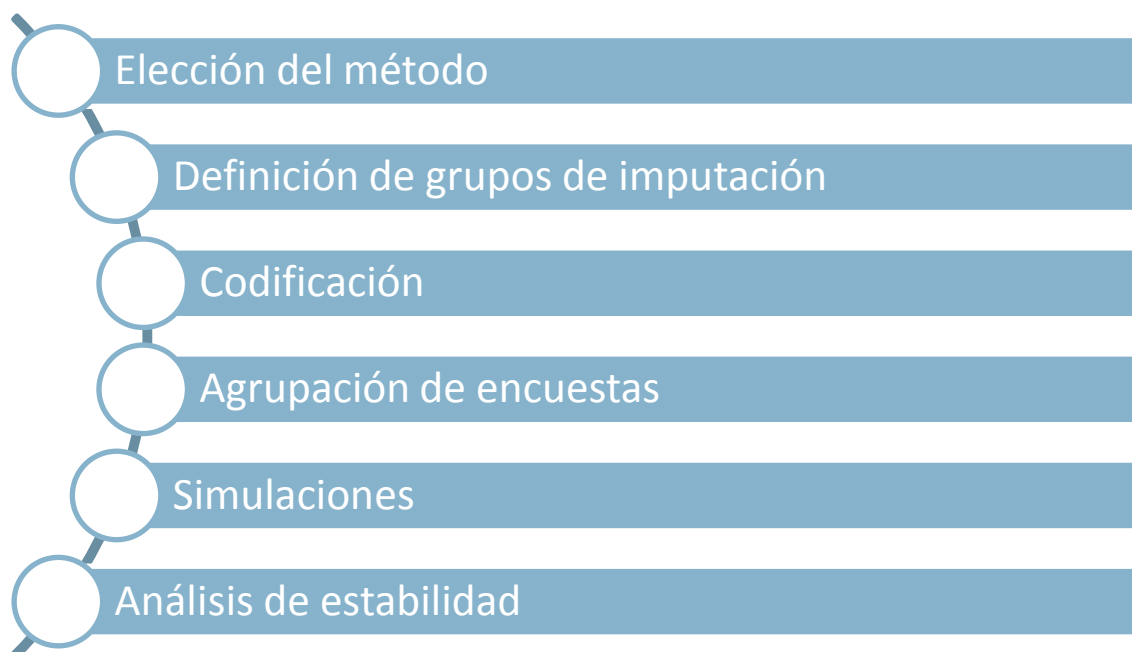 Elección del método
Definición de grupos de imputación
Codificación
Agrupación de encuestas
Simulaciones
Análisis de estabilidad